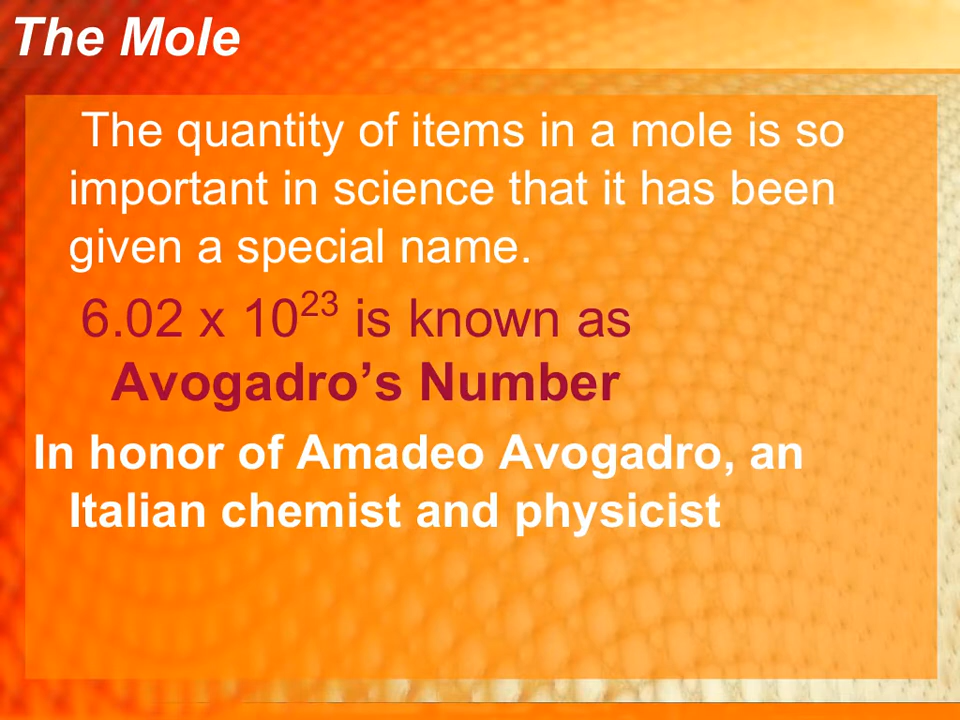 The Mole
The quantity of items in a mole is so
important in science that it has been
given a special name.
6.02 x 10²³ is known as
Avogadro’s Number
In honor of Amadeo Avogadro, an
Italian chemist and physicist